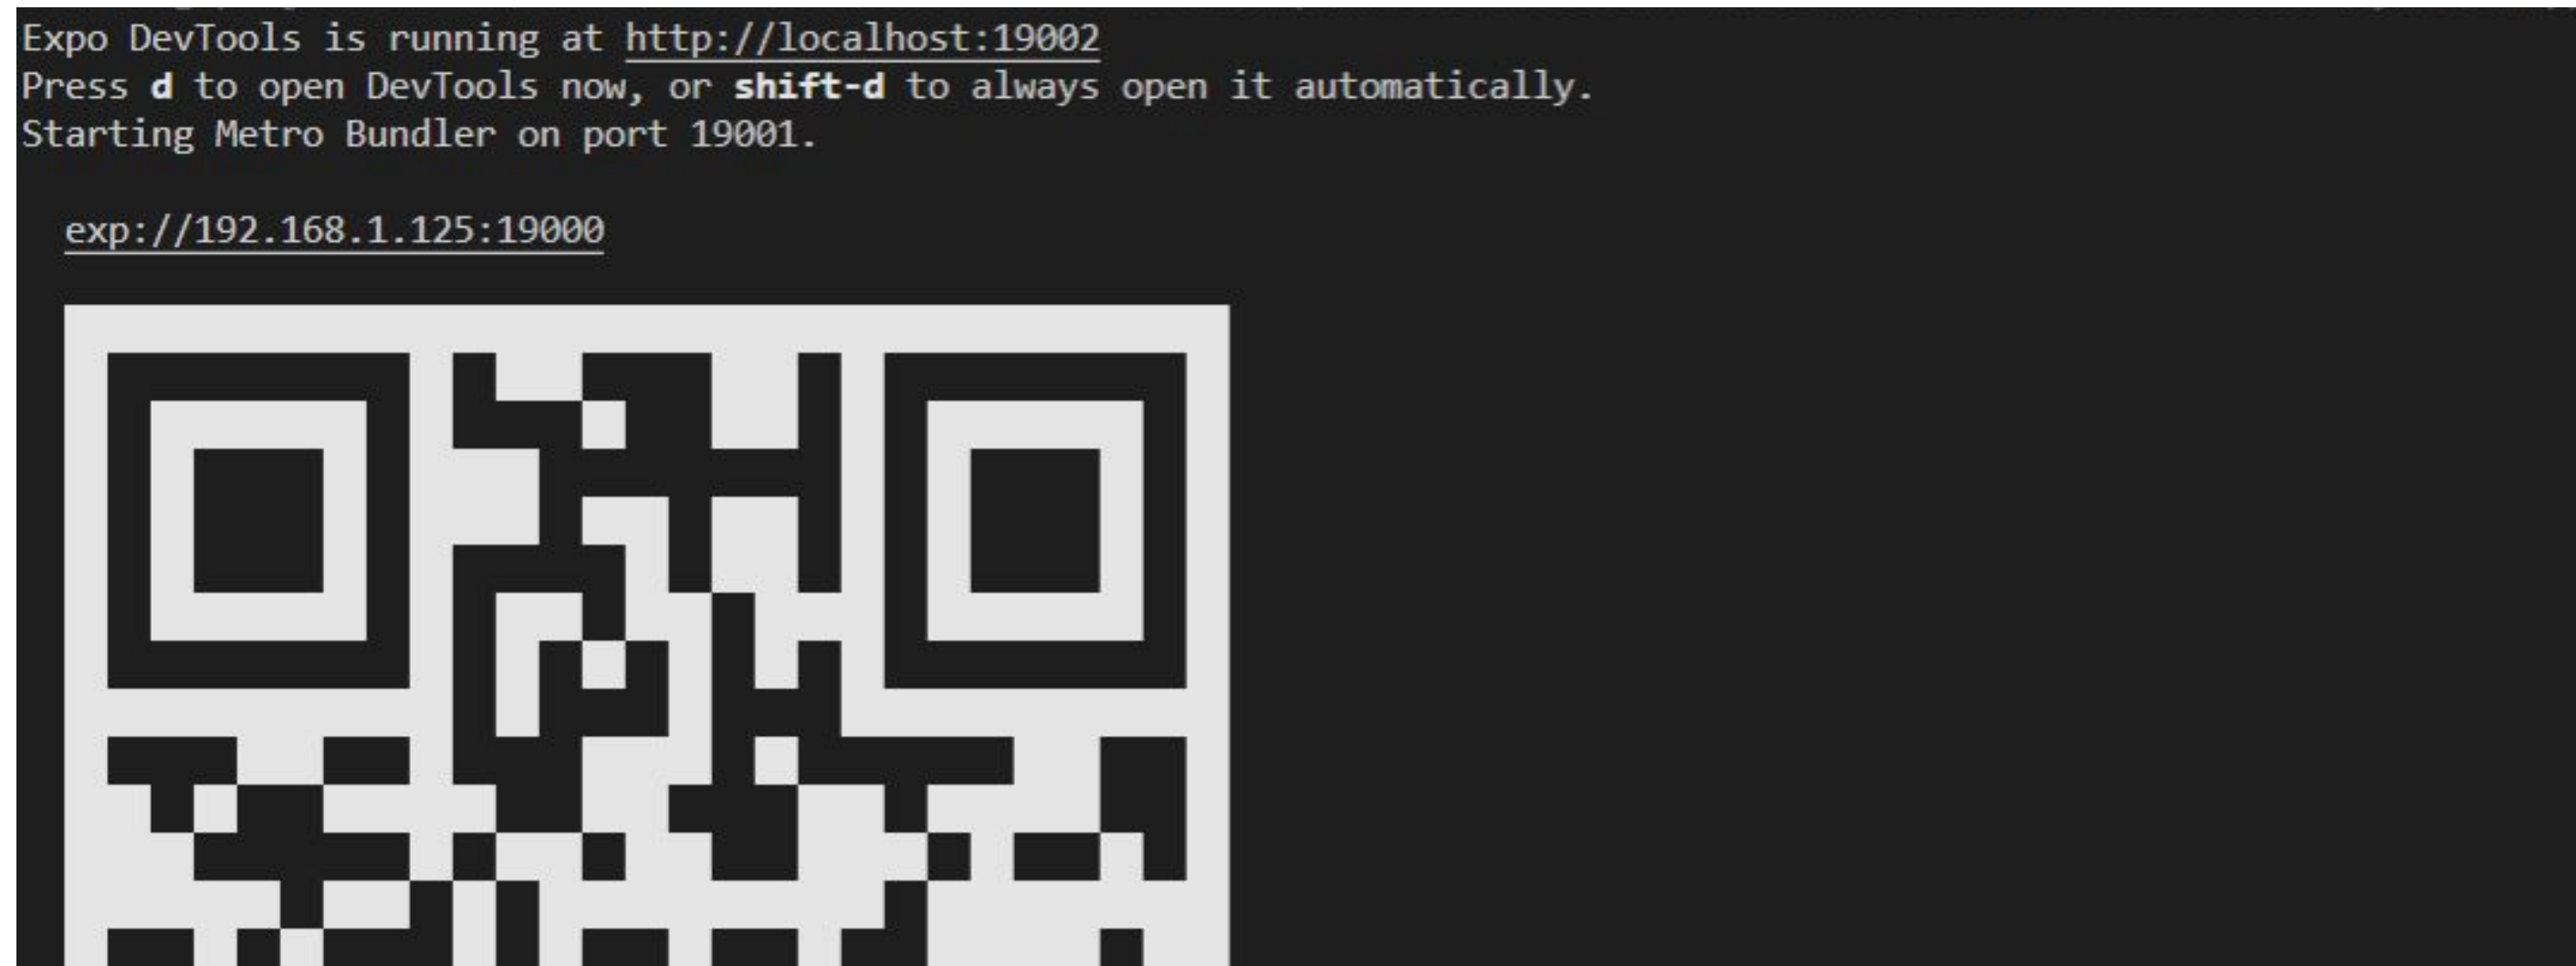 Expo DevTools is running at http://localhost:19002
Press d to open DevTools now, or shift-d to always open it automatically.
Starting Metro Bundler on port 19001.
exp://192.168.1.125:19000